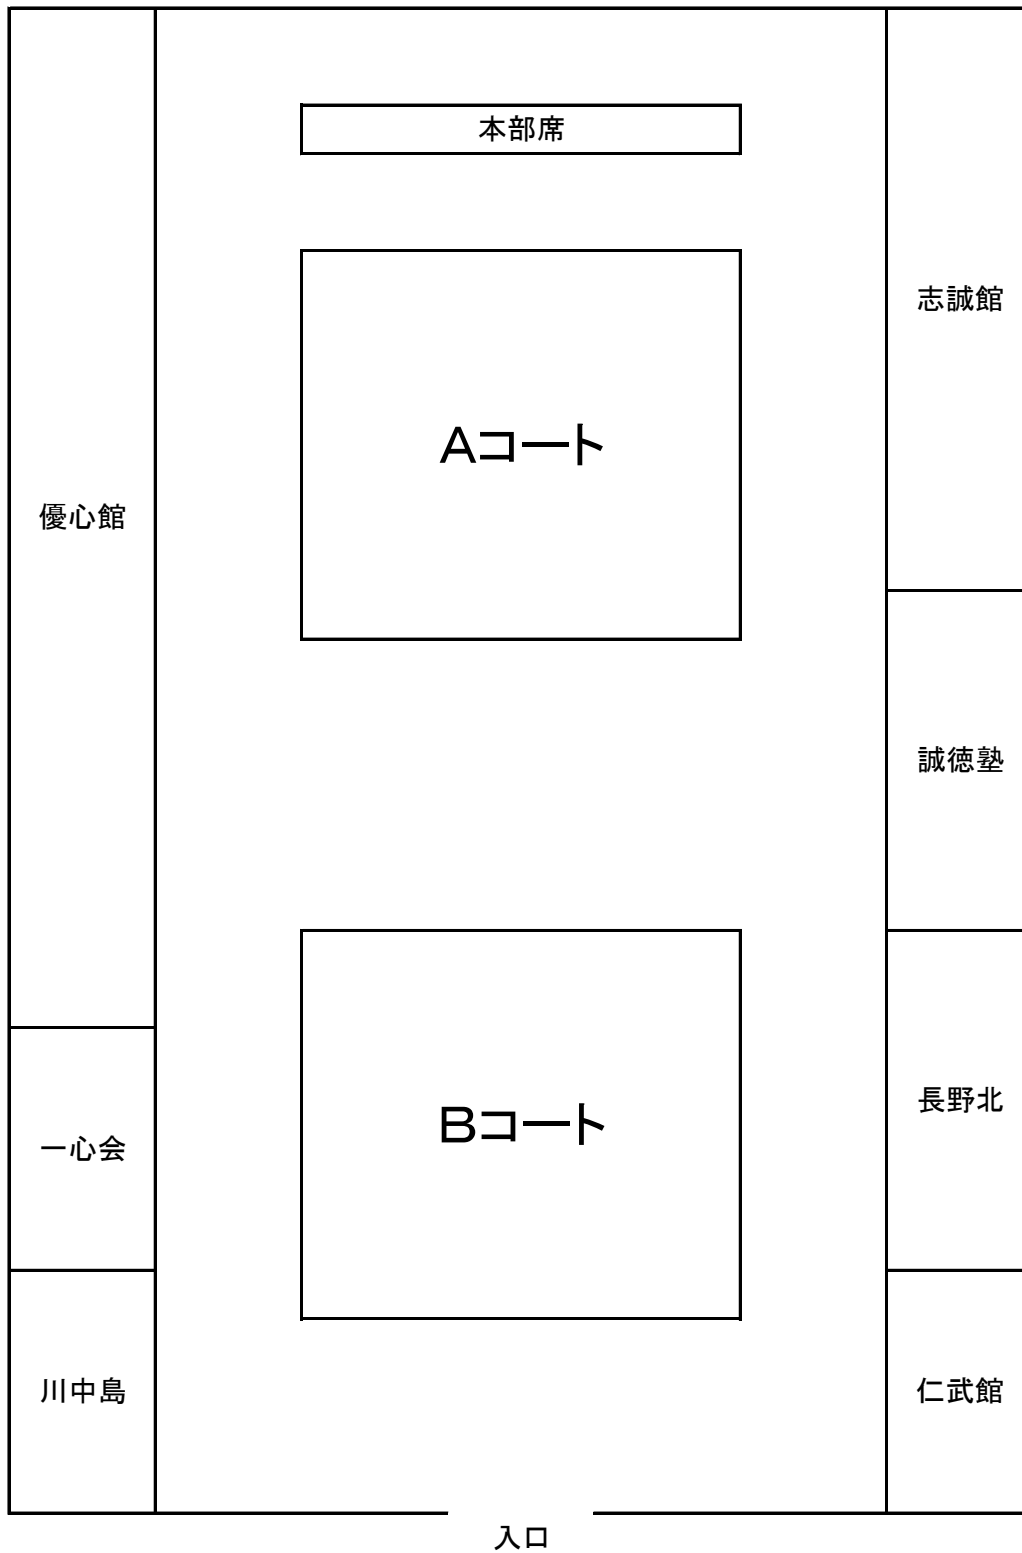 本部席
志誠館
Aコート
優心館
誠徳塾
長野北
Bコート
一心会
川中島
仁武館
入口